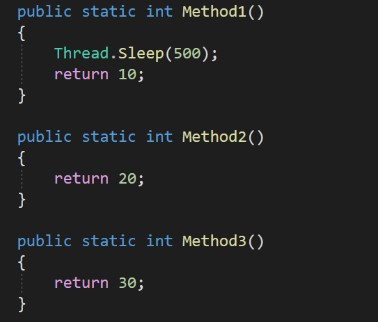 public static int Method1()
{
    Thread.Sleep(500);
    return 10;
}

public static int Method2()
{
    return 20;
}

public static int Method3()
{
    return 30;
}